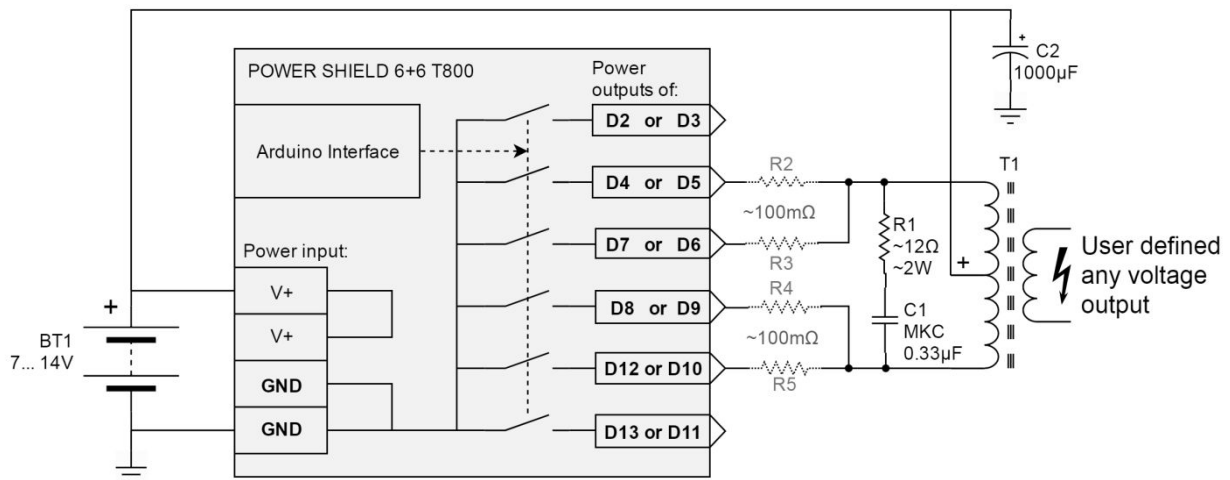 POWER SHIELD 6+6 T800
Power
outputs of:
+
C2
1000µF
Arduino Interface
D2 or D3
D4 or D5
D7 or D6
D8 or D9
D12 or D10
D13 or D11
R2
~100mΩ
R3
R4
~100mΩ
R5
R1
~12Ω
~2W
C1
MKC
0.33µF
T1
+
User defined
any voltage
output
Power input:
V+
V+
GND
GND
+
BT1
7... 14V